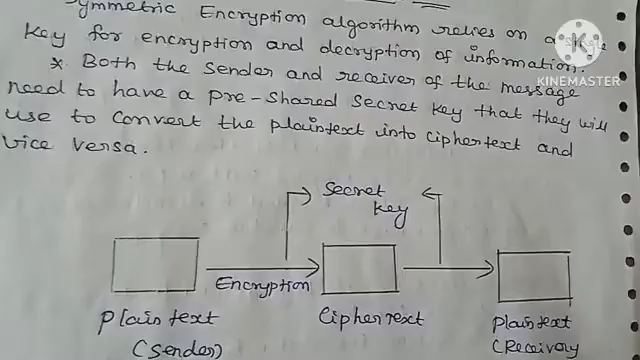 Symmetric Encryption algorithm relies on a
Key for encryption and decryption of information.
* Both the Sender and receiver of the message
need to have a pre-shared secret key that they will
use to convert the plaintext into ciphertext and
vice versa.
KINEMASTER
Secret
key
Encryption
plain text
(Sender)
Cipher text
plaintext
(Receiver)